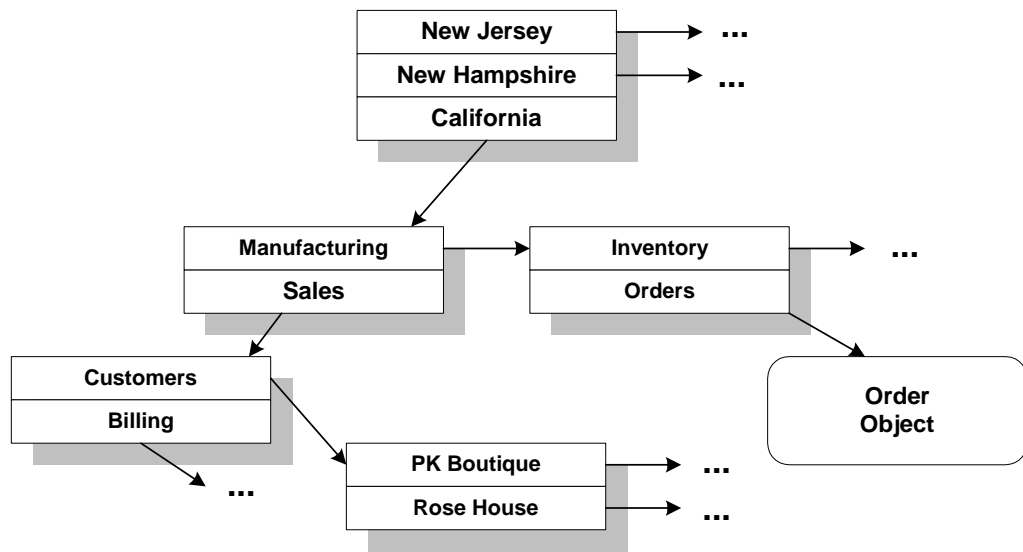 New Jersey
...
New Hampshire
...
California
Manufacturing
Inventory
...
Sales
Orders
Customers
Order
Object
Billing
...
PK Boutique
...
Rose House
...